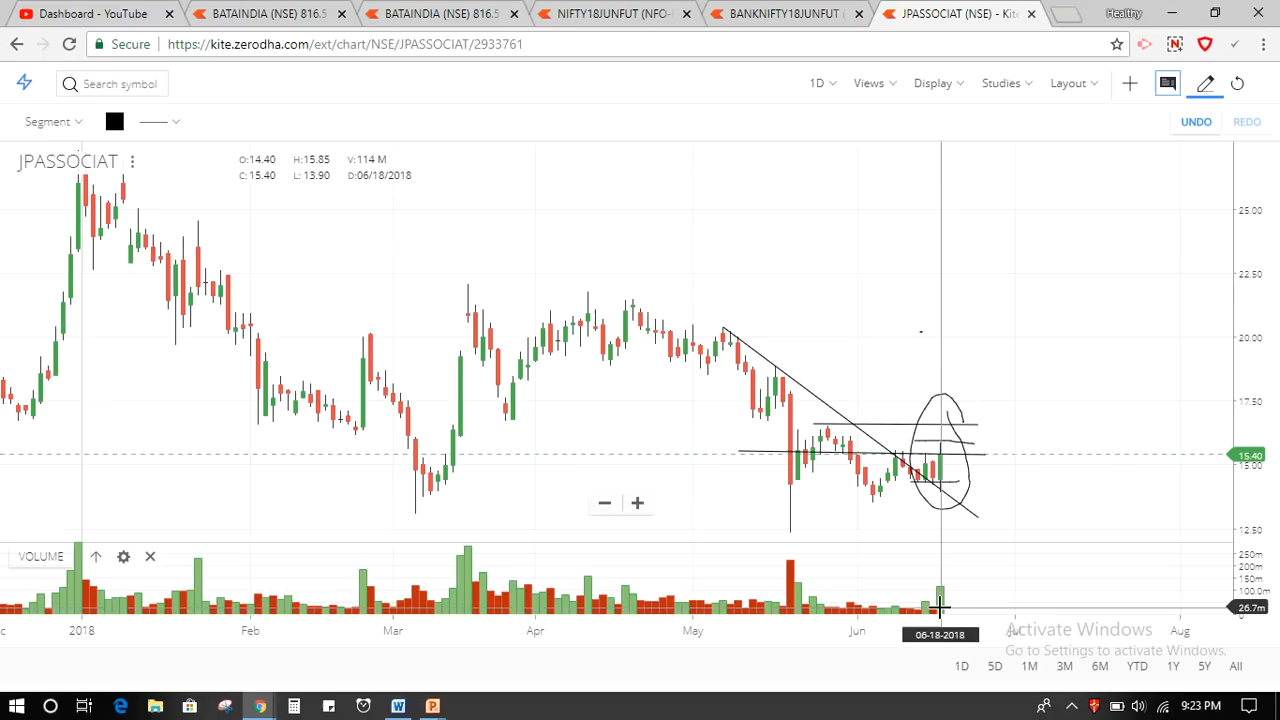 Dashboard - YouTube
BATAINDIA (NSE) 816.5
BATAINDIA (NSE) 816.5
NIFTY18JUNFUT (NFO-
BANKNIFTY18JUNFUT (
JPASSOCIAT (NSE) - Kite
Healthy
Secure
https://kite.zerodha.com/ext/chart/NSE/JPASSOCIAT/2933761
Search symbol
1D
Views
Display
Studies
Layout
Segment
UNDO
REDO
JPASSOCIAT
O:14.40 H:15.85 V:114 M
C:15.40 L: 13.90 D:06/18/2018
25.00
22.50
20.00
17.50
15.40
15.00
12.50
VOLUME
250m
200m
150m
100.0m
26.7m
2018 Feb Mar Apr May Jun Jul Aug
06-18-2018
Activate Windows
Go to Settings to activate Windows.
1D 5D 1M 3M 6M YTD 1Y 5Y All
9:23 PM